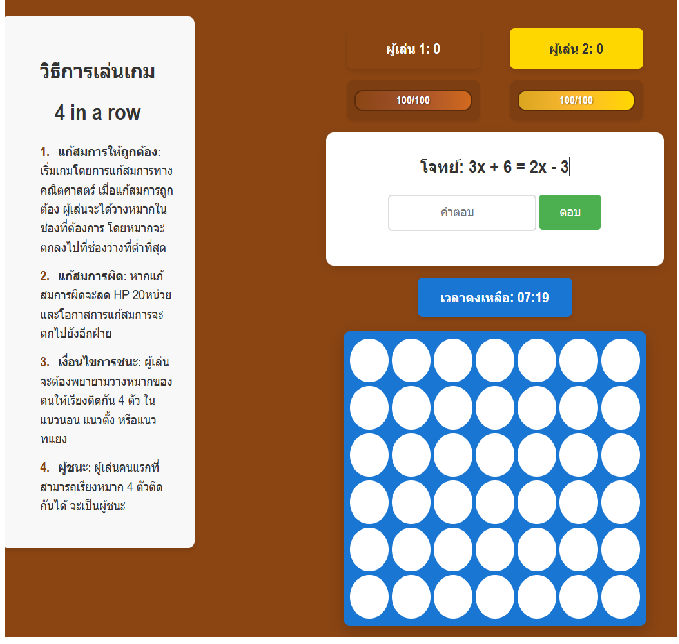 วิธีการเล่นเกม
4 in a row
1. แก้สมการให้ถูกต้อง:
เริ่มเกมโดยการแก้สมการทาง
คณิตศาสตร์ เมื่อแก้สมการถูก
ต้อง ผู้เล่นจะได้วางหมากใน
ช่องที่ต้องการ โดยหมากจะ
ตกลงไปที่ช่องว่างที่ต่ำที่สุด
2. แก้สมการผิด: หากแก้
สมการผิดจะลด HP 20หน่วย
และโอกาสการแก้สมการจะ
ตกไปยังอีกฝ่าย
3. เงื่อนไขการชนะ: ผู้เล่น
จะต้องพยายามวางหมากของ
ตนให้เรียงติดกัน 4 ตัว ใน
แนวนอน แนวตั้ง หรือแนว
ทแยง
4. ผู้ชนะ: ผู้เล่นคนแรกที่
สามารถเรียงหมาก 4 ตัวติด
กันได้ จะเป็นผู้ชนะ
ผู้เล่น 1: 0
ผู้เล่น 2: 0
100/100
100/100
โจทย์: 3x + 6 = 2x - 3
คำตอบ
ตอบ
เวลาคงเหลือ: 07:19